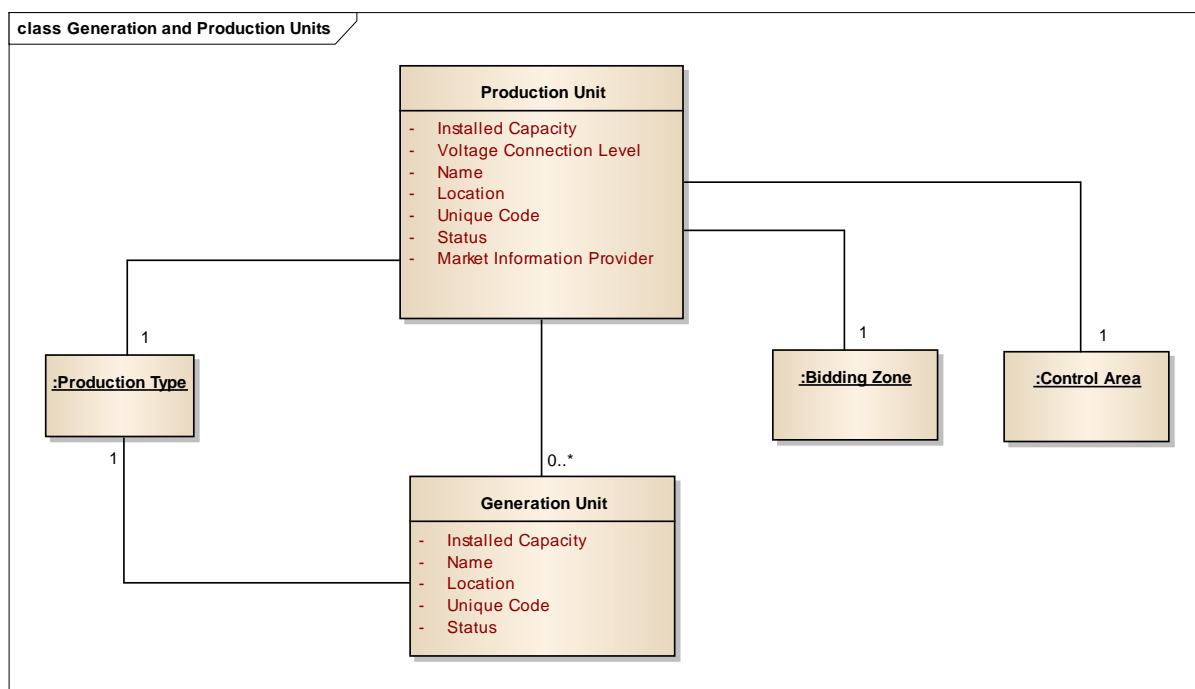 class Generation and Production Units
Production Unit
- Installed Capacity
- Voltage Connection Level
- Name
- Location
- Unique Code
- Status
- Market Information Provider
1
:Production Type
1
1
:Bidding Zone
1
:Control Area
0..*
Generation Unit
- Installed Capacity
- Name
- Location
- Unique Code
- Status